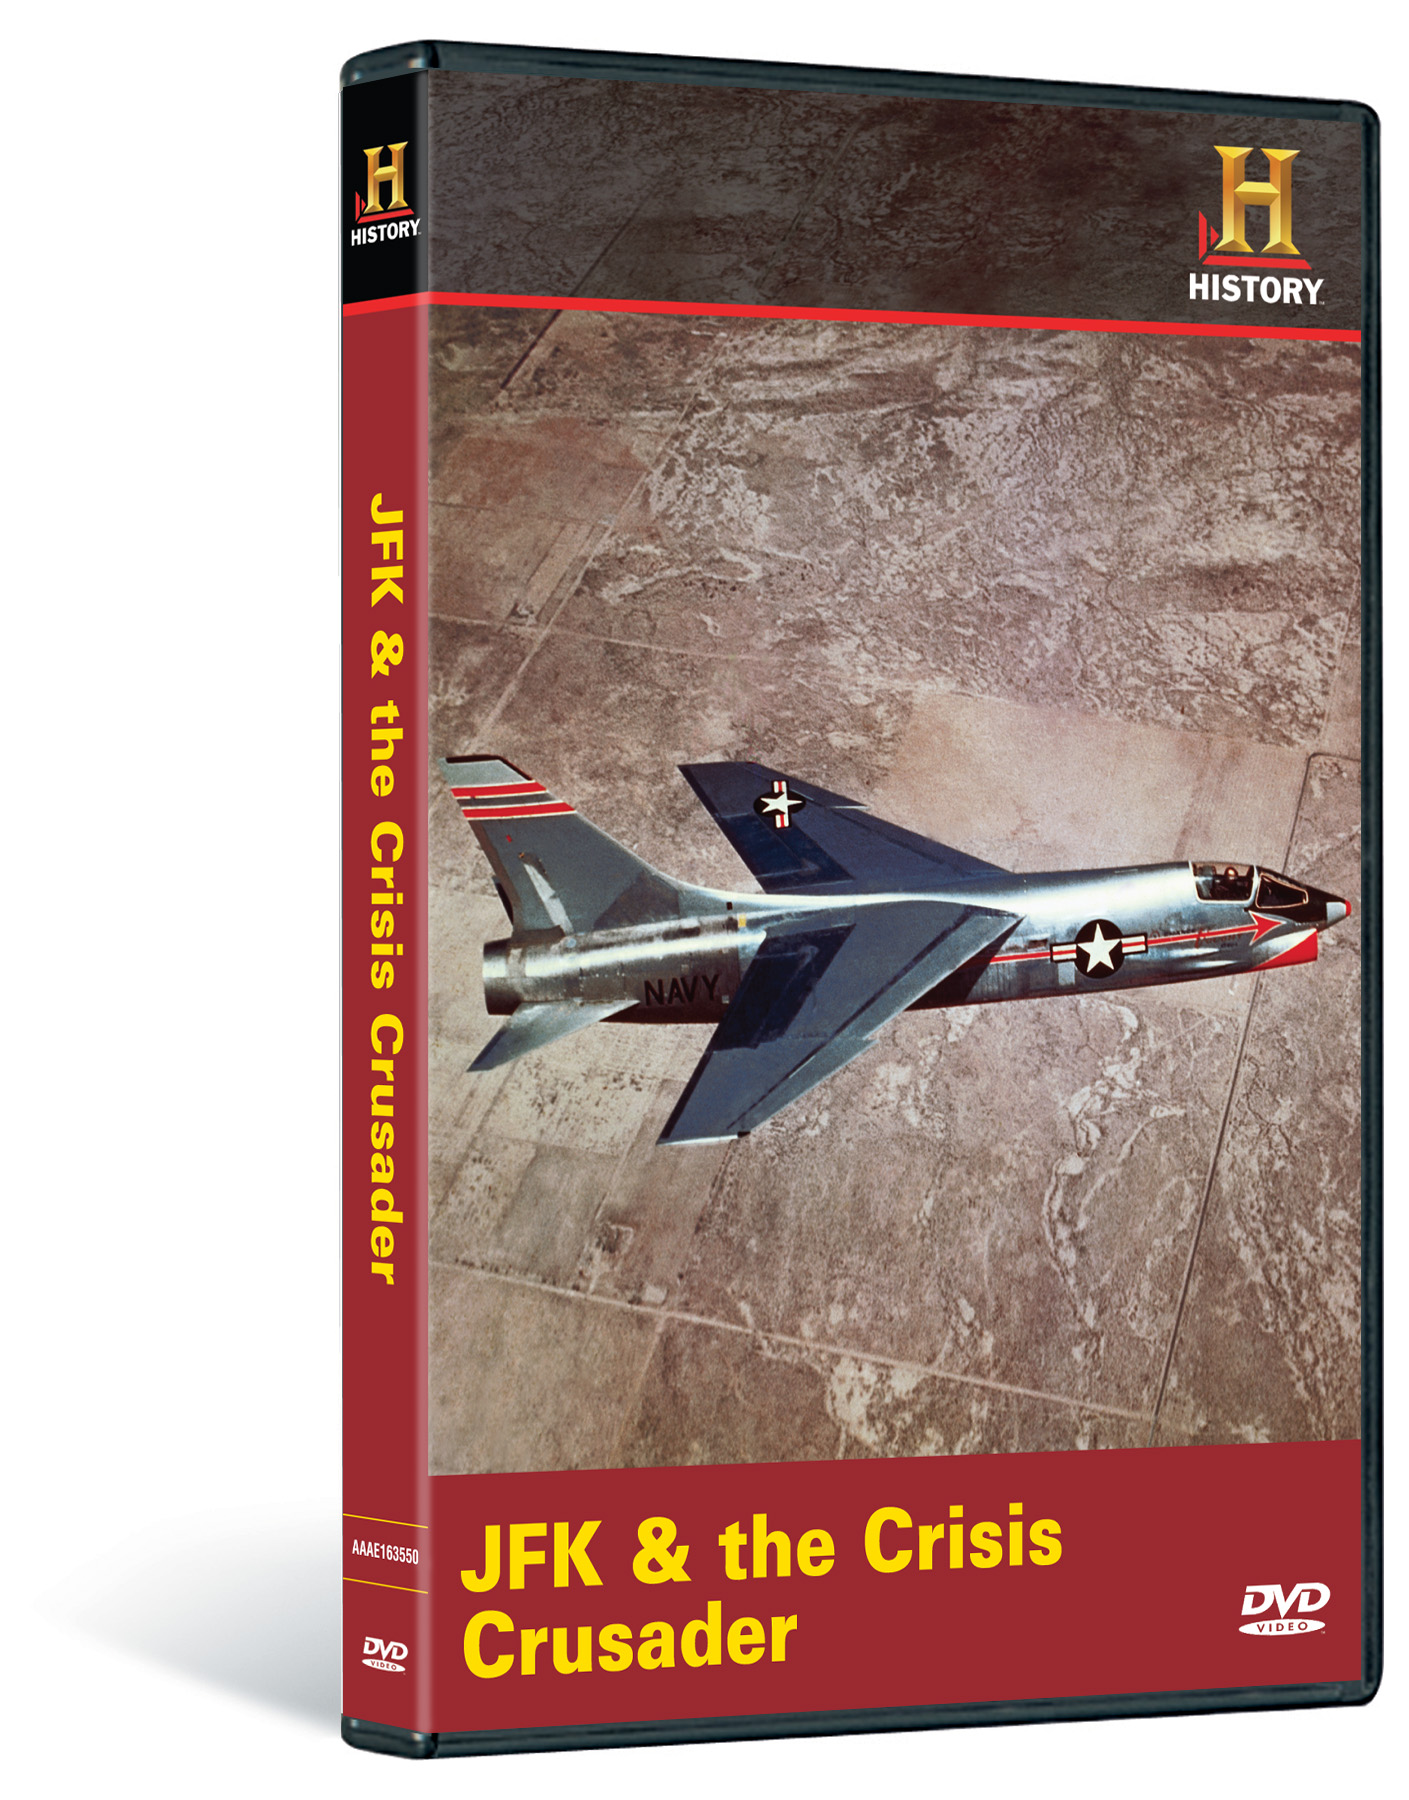 H
HISTORY
JFK & the Crisis Crusader
AAAE163550
DVD
VIDEO
H
HISTORY
NAVY
JFK & the Crisis
Crusader
DVD
VIDEO